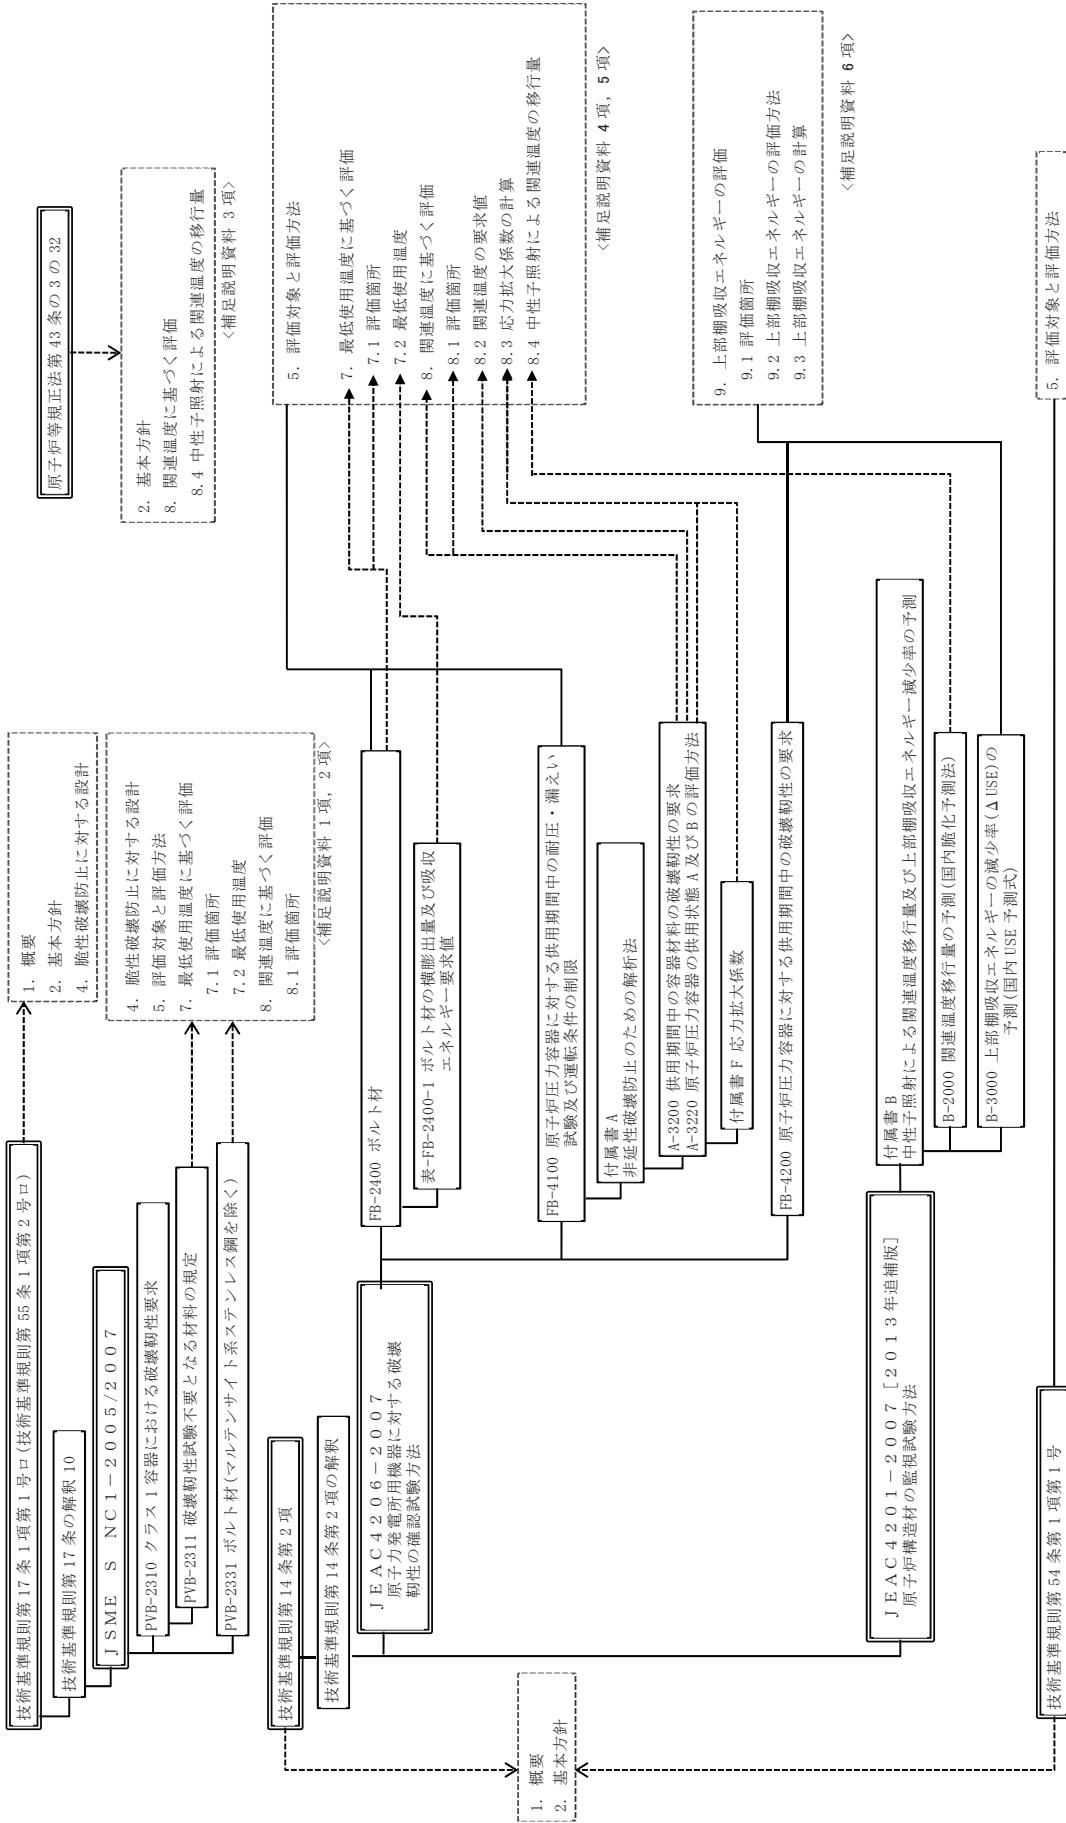 技術基準規則第17条1項第1号ロ(技術基準規則第55条1項第2号ロ)
技術基準規則第17条の解釈10
JSME S NC1-2005/2007
PVB-2310 クラス1容器における破壊靭性要求
PVB-2311 破壊靭性試験不要となる材料の規定
PVB-2331 ボルト材(マルテンサイト系ステンレス鋼を除く)
1. 概要
2. 基本方針
4. 脆性破壊防止に対する設計
4. 脆性破壊防止に対する設計
5. 評価対象と評価方法
7. 最低使用温度に基づく評価
7.1 評価箇所
7.2 最低使用温度
8. 関連温度に基づく評価
8.1 評価箇所
<補足説明資料 1項, 2項>
原子炉等規正法第43条の3の32
2. 基本方針
8. 関連温度に基づく評価
8.4 中性子照射による関連温度の移行量
<補足説明資料 3項>
技術基準規則第14条第2項
技術基準規則第14条第2項の解釈
JEAC4206-2007
原子力発電所用機器に対する破壊
靭性の確認試験方法
FB-2400 ボルト材
表-FB-2400-1 ボルト材の横膨出量及び吸収
エネルギー要求値
FB-4100 原子炉圧力容器に対する供用期間中の耐圧・漏えい
試験及び運転条件の制限
付属書A
非延性破壊防止のための解析法
A-3200 供用期間中の容器材料の破壊靭性の要求
A-3220 原子炉圧力容器の供用状態A及びBの評価方法
付属書F 応力拡大係数
FB-4200 原子炉圧力容器に対する供用期間中の破壊靭性の要求
5. 評価対象と評価方法
7. 最低使用温度に基づく評価
7.1 評価箇所
7.2 最低使用温度
8. 関連温度に基づく評価
8.1 評価箇所
8.2 関連温度の要求値
8.3 応力拡大係数の計算
8.4 中性子照射による関連温度の移行量
<補足説明資料 4項, 5項>
JEAC4201-2007[2013年追補版]
原子炉構造材の監視試験方法
付属書B
中性子照射による関連温度移行量及び上部棚吸収エネルギー減少率の予測
B-2000 関連温度移行量の予測(国内脆化予測法)
B-3000 上部棚吸収エネルギーの減少率(ΔUSE)の
予測(国内USE予測式)
9. 上部棚吸収エネルギーの評価
9.1 評価箇所
9.2 上部棚吸収エネルギーの評価方法
9.3 上部棚吸収エネルギーの計算
<補足説明資料 6項>
1. 概要
2. 基本方針
技術基準規則第54条第1項第1号
5. 評価対象と評価方法